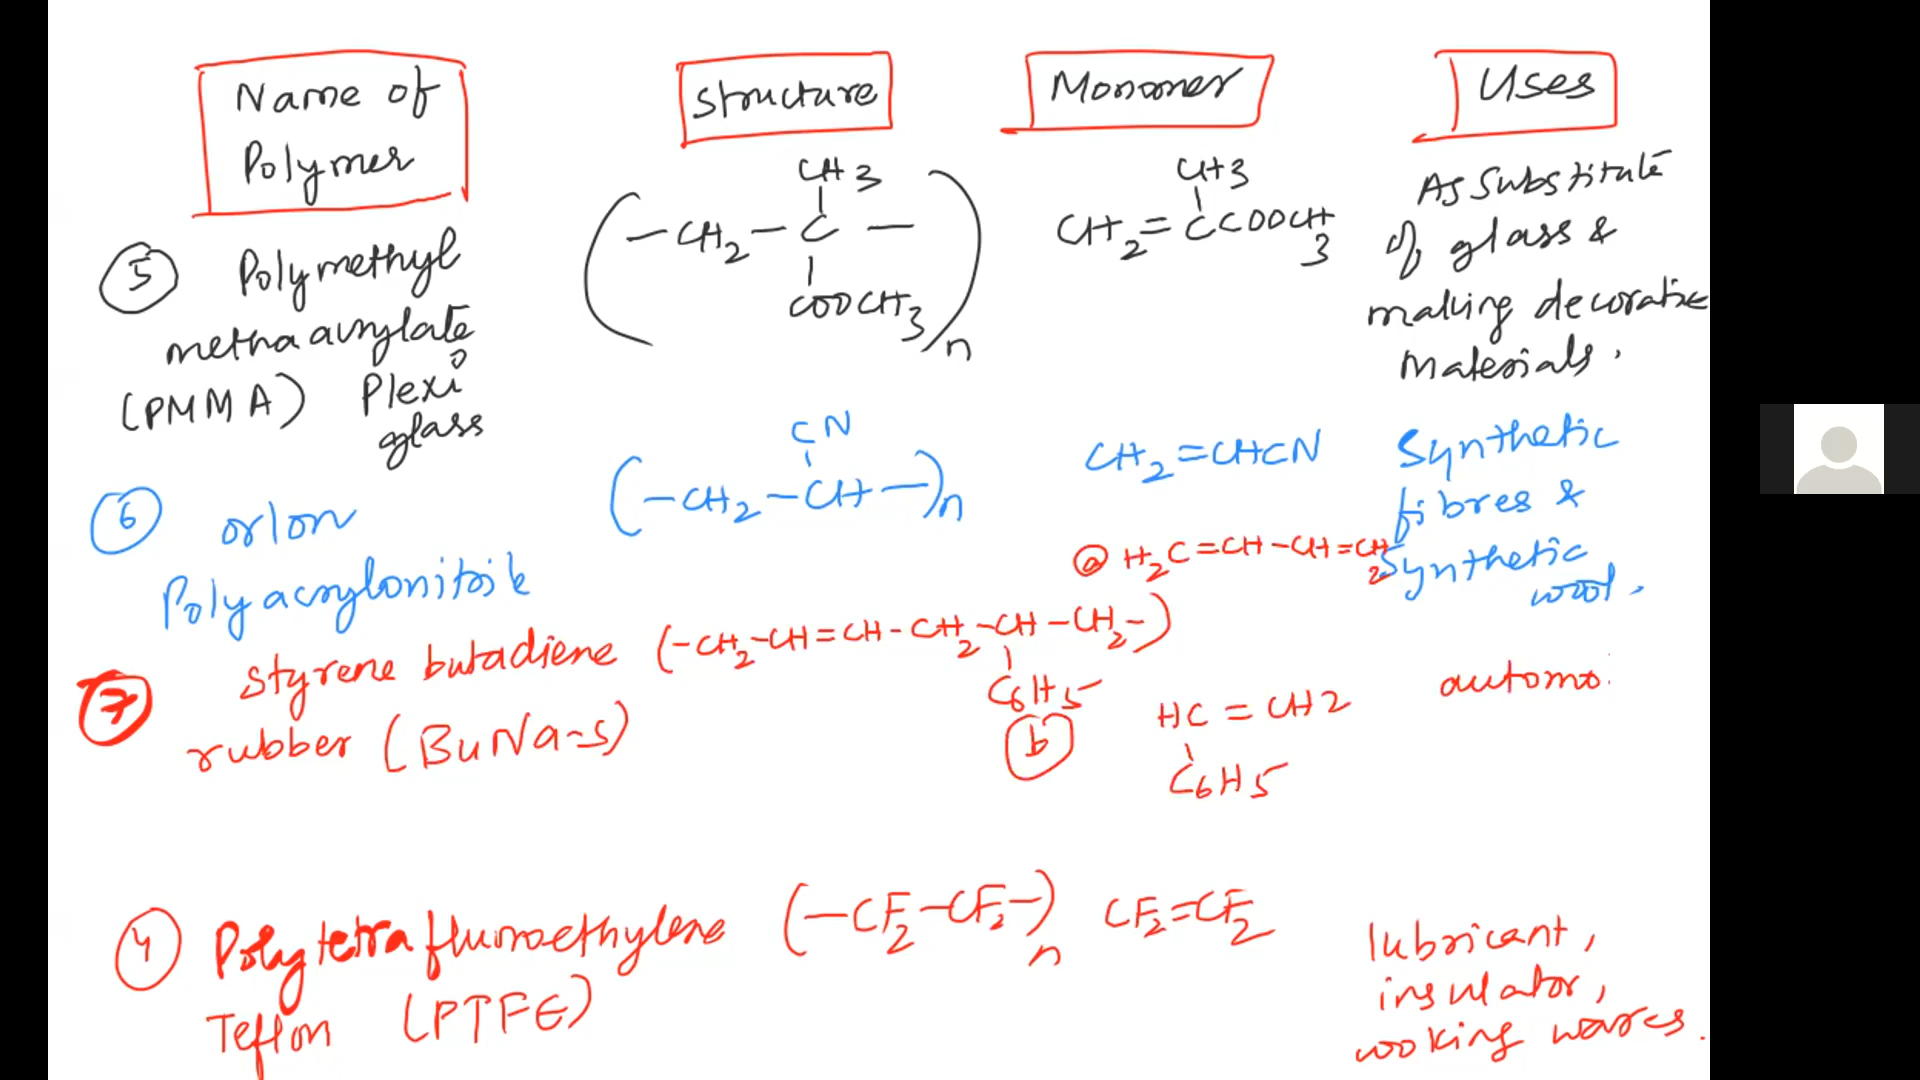 Name of
Polymer
Structure
Monomer
Uses
5
Polymethyl
methaacrylate
(PMMA) Plexi
glass
CH3
(-CH2-C-)n
COOCH3
CH3
CH2=CCOOCH3
As Substitute
of glass &
making decorative
Materials.
6
orlon
Polyacrylonitrile
CN
(-CH2-CH-)n
CH2=CHCN
Synthetic
fibres &
Synthetic
wool.
7
Styrene butadiene
rubber (BuNa-s)
(-CH2-CH=CH-CH2-CH-CH2-)
C6H5
a H2C=CH-CH=CH2
b
HC=CH2
C6H5
automo
4
Polytetrafluoroethylene
Teflon (PTFE)
(-CF2-CF2-)n
CF2=CF2
lubricant,
insulator,
cooking wares.